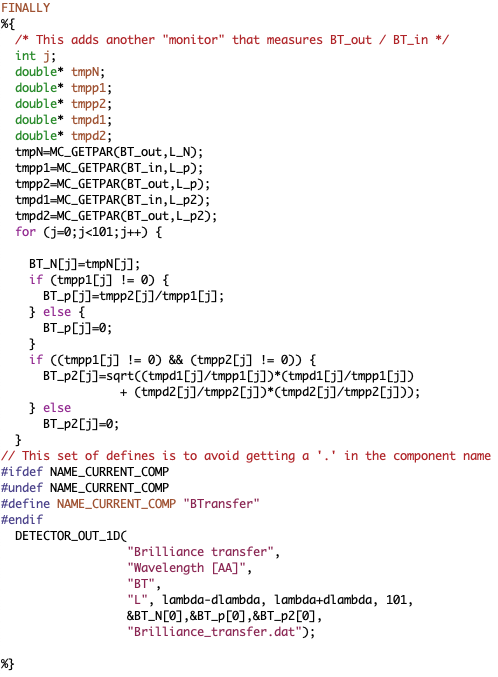 FINALLY
%{
  /* This adds another "monitor" that measures BT_out / BT_in */
  int j;
  double* tmpN;
  double* tmpp1;
  double* tmpp2;
  double* tmpd1;
  double* tmpd2;
  tmpN=MC_GETPAR(BT_out,L_N);
  tmpp1=MC_GETPAR(BT_in,L_p);
  tmpp2=MC_GETPAR(BT_out,L_p);
  tmpd1=MC_GETPAR(BT_in,L_p2);
  tmpd2=MC_GETPAR(BT_out,L_p2);
  for (j=0;j<101;j++) {

    BT_N[j]=tmpN[j];
    if (tmpp1[j] != 0) {
      BT_p[j]=tmpp2[j]/tmpp1[j];
    } else {
      BT_p[j]=0;
    }
    if ((tmpp1[j] != 0) && (tmpp2[j] != 0)) {
      BT_p2[j]=sqrt((tmpd1[j]/tmpp1[j])*(tmpd1[j]/tmpp1[j])
                 + (tmpd2[j]/tmpp2[j])*(tmpd2[j]/tmpp2[j]));
    } else
      BT_p2[j]=0;
  }
// This set of defines is to avoid getting a '.' in the component name
#ifdef NAME_CURRENT_COMP
#undef NAME_CURRENT_COMP
#define NAME_CURRENT_COMP "BTransfer"
#endif
  DETECTOR_OUT_1D(
                  "Brilliance transfer",
                  "Wavelength [AA]",
                  "BT",
                  "L", lambda-dlambda, lambda+dlambda, 101,
                  &BT_N[0],&BT_p[0],&BT_p2[0],
                  "Brilliance_transfer.dat");

%}